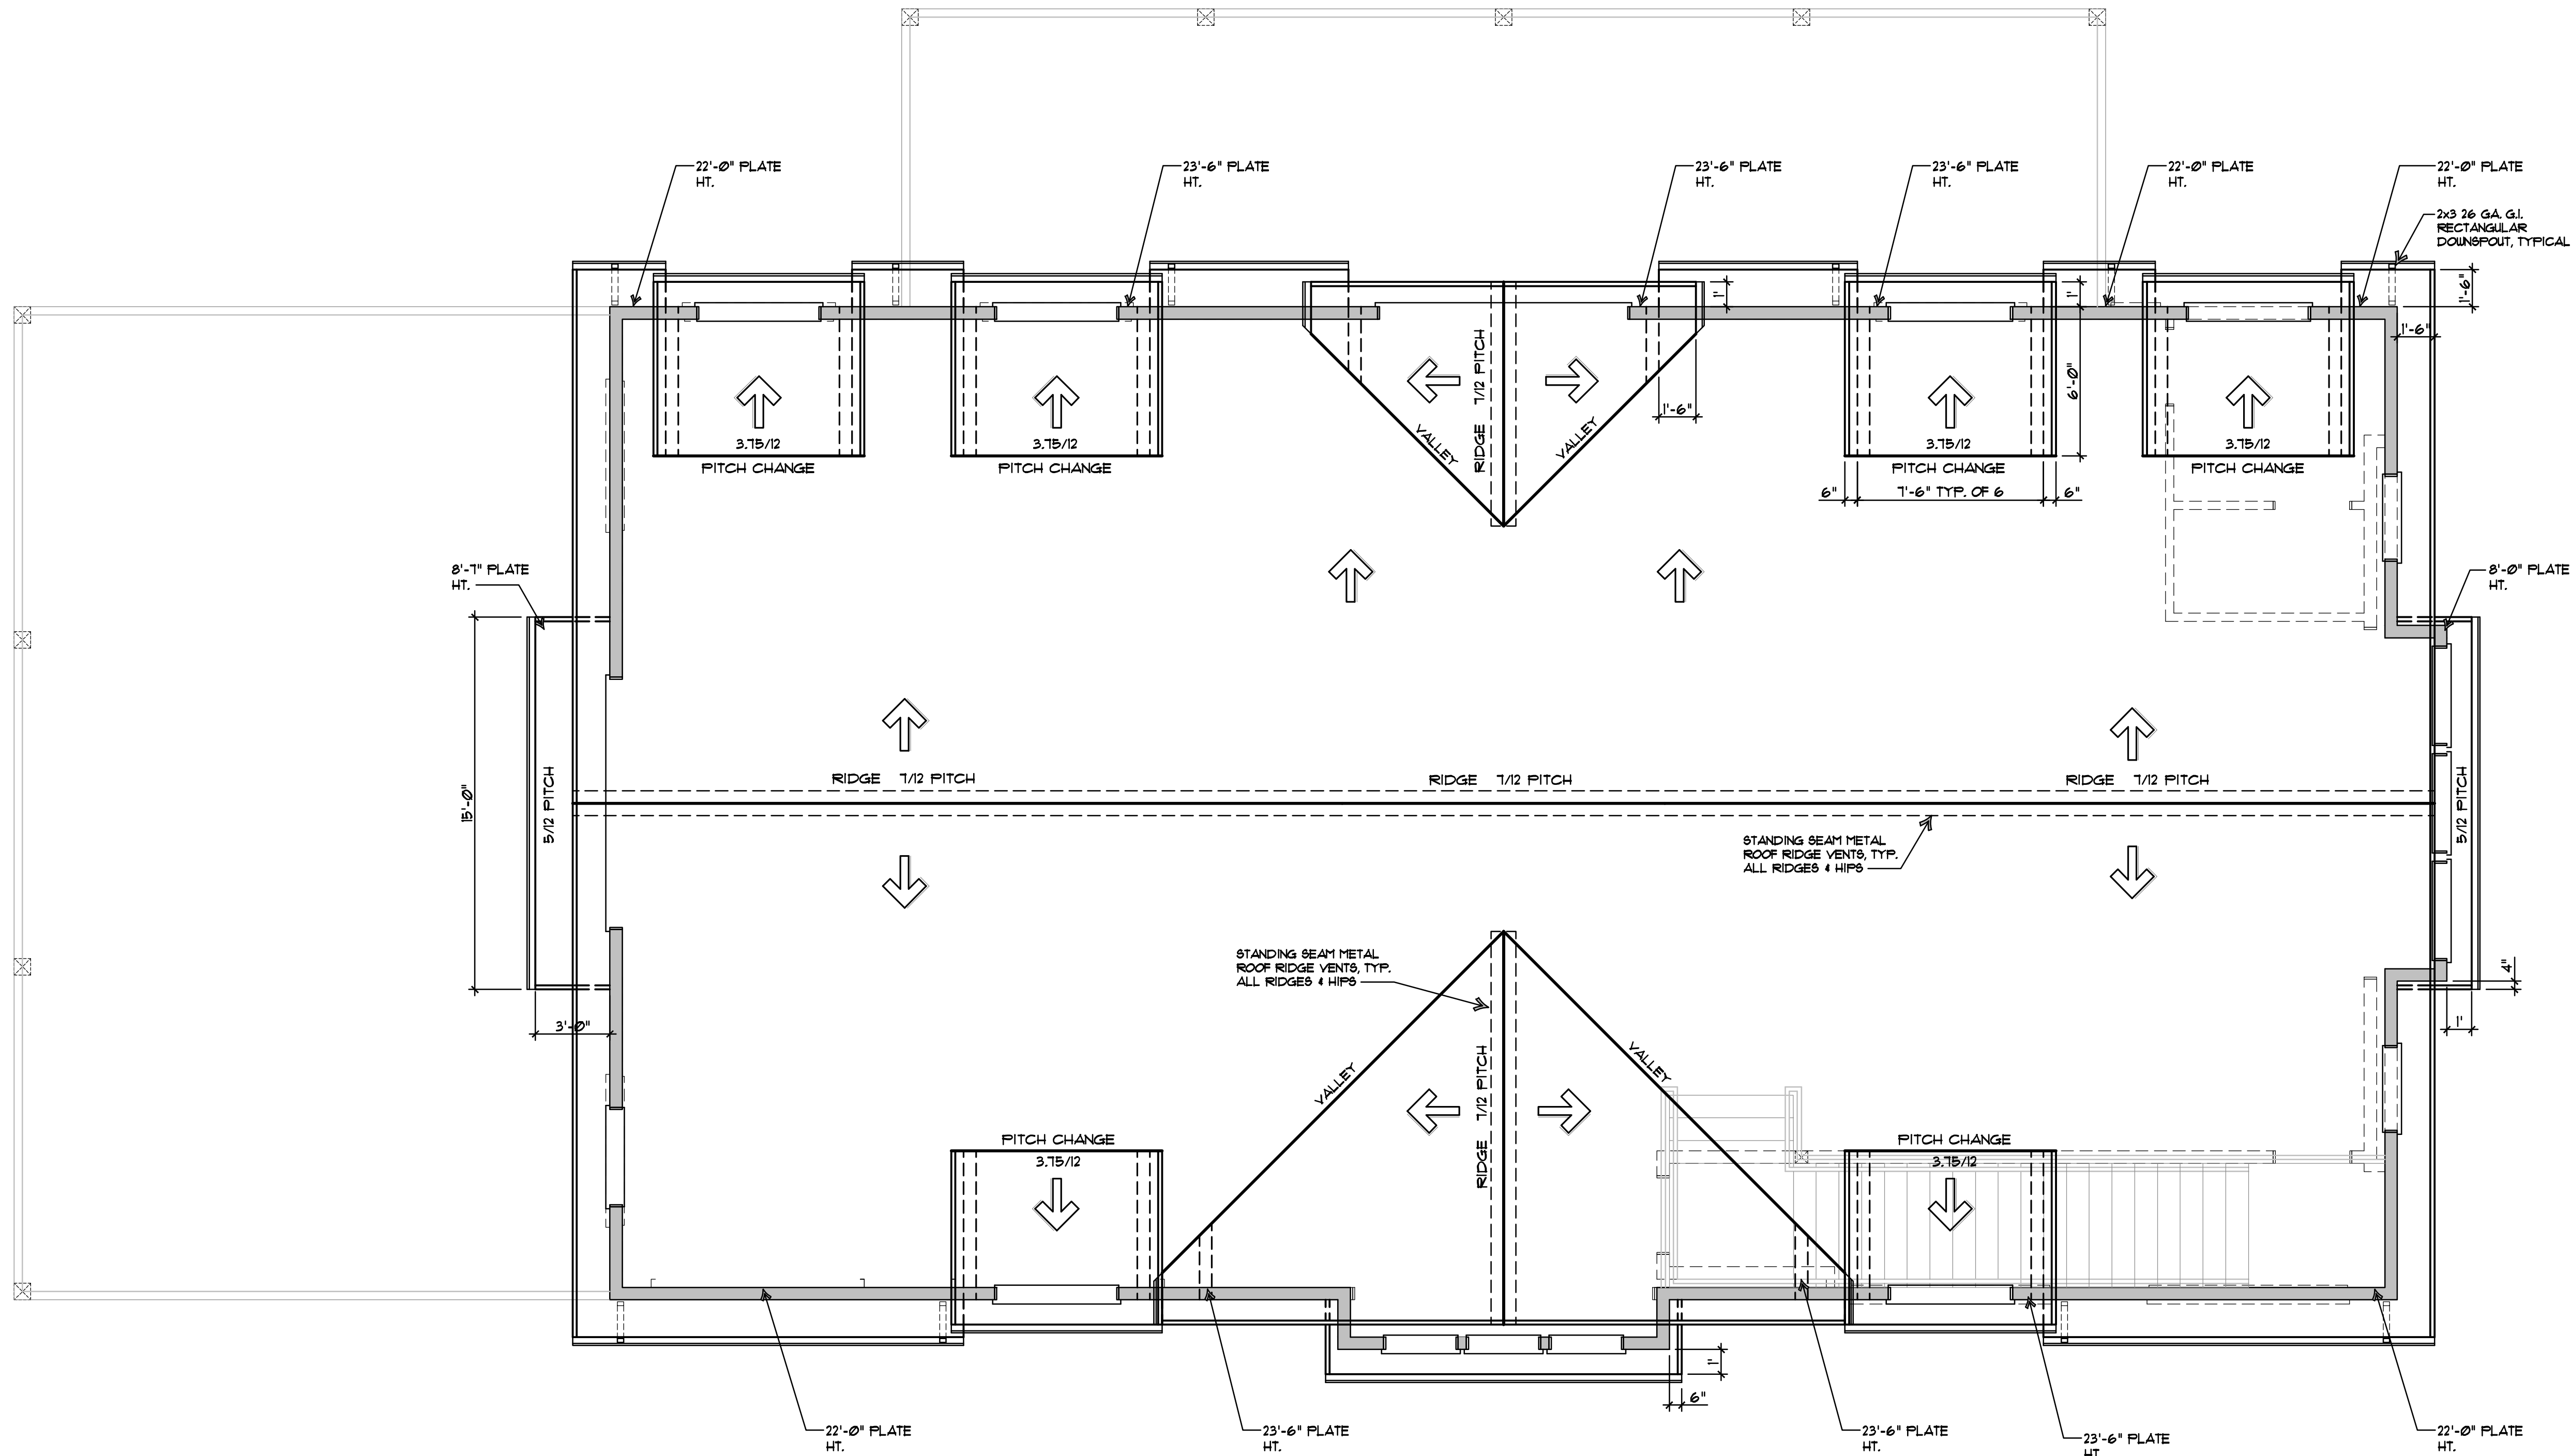 22'-0" PLATE
HT.
23'-6" PLATE
HT.
23'-6" PLATE
HT.
23'-6" PLATE
HT.
22'-0" PLATE
HT.
22'-0" PLATE
HT.
2x3 26 GA. G.I.
RECTANGULAR
DOWNSPOUT, TYPICAL
1'-6"
1'-6"
1'
1'
6'-0"
RIDGE 7/12 PITCH
1'-6"
VALLEY
VALLEY
3.75/12
PITCH CHANGE
3.75/12
PITCH CHANGE
3.75/12
PITCH CHANGE
3.75/12
PITCH CHANGE
6"
7'-6" TYP. OF 6
6"
8'-7" PLATE
HT.
8'-0" PLATE
HT.
15'-0"
5/12 PITCH
RIDGE 7/12 PITCH
RIDGE 7/12 PITCH
RIDGE 7/12 PITCH
5/12 PITCH
STANDING SEAM METAL
ROOF RIDGE VENTS, TYP.
ALL RIDGES & HIPS
STANDING SEAM METAL
ROOF RIDGE VENTS, TYP.
ALL RIDGES & HIPS
4"
1'
3'-0"
VALLEY
RIDGE 7/12 PITCH
VALLEY
PITCH CHANGE
3.75/12
PITCH CHANGE
3.75/12
1'
6"
22'-0" PLATE
HT.
23'-6" PLATE
HT.
23'-6" PLATE
HT.
23'-6" PLATE
HT.
22'-0" PLATE
HT.